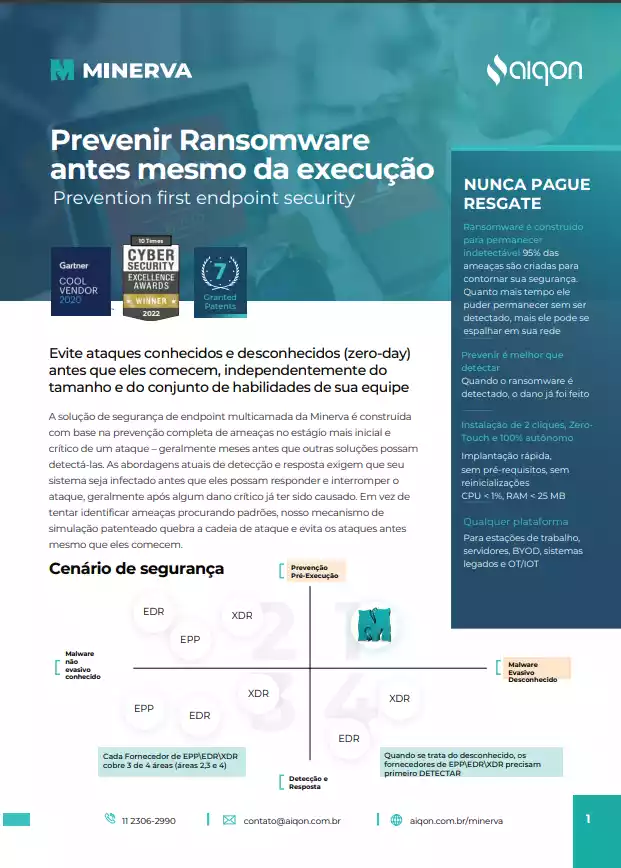 MINERVA
aiqon
Prevenir Ransomware
antes mesmo da execução
Prevention first endpoint security
Gartner
COOL
VENDOR
2020
10 Times
CYBER
SECURITY
EXCELLENCE
AWARDS
WINNER
2022
7
Granted
Patents
NUNCA PAGUE
RESGATE
Ransomware é construído
para permanecer
indetectável 95% das
ameaças são criadas para
contornar sua segurança.
Quanto mais tempo ele
puder permanecer sem ser
detectado, mais ele pode se
espalhar em sua rede
Prevenir é melhor que
detectar
Quando o ransomware é
detectado, o dano já foi feito
Instalação de 2 cliques, Zero-
Touch e 100% autônomo
Implantação rápida,
sem pré-requisitos, sem
reinicializações
CPU < 1%, RAM < 25 MB
Qualquer plataforma
Para estações de trabalho,
servidores, BYOD, sistemas
legados e OT/IOT
Evite ataques conhecidos e desconhecidos (zero-day)
antes que eles comecem, independentemente do
tamanho e do conjunto de habilidades de sua equipe
A solução de segurança de endpoint multicamada da Minerva é construída
com base na prevenção completa de ameaças no estágio mais inicial e
crítico de um ataque – geralmente meses antes que outras soluções possam
detectá-las. As abordagens atuais de detecção e resposta exigem que seu
sistema seja infectado antes que eles possam responder e interromper o
ataque, geralmente após algum dano crítico já ter sido causado. Em vez de
tentar identificar ameaças procurando padrões, nosso mecanismo de
simulação patenteado quebra a cadeia de ataque e evita os ataques antes
mesmo que eles comecem.
Cenário de segurança
Prevenção
Pré-Execução
EDR
XDR
EPP
2
1
Malware
não
evasivo
conhecido
Malware
Evasivo
Desconhecido
XDR
EPP
EDR
3
4
XDR
EDR
Cada Fornecedor de EPP\EDR\XDR
cobre 3 de 4 áreas (áreas 2,3 e 4)
Quando se trata do desconhecido, os
fornecedores de EPP\EDR\XDR precisam
primeiro DETECTAR
Detecção e
Resposta
11 2306-2990
contato@aiqon.com.br
aiqon.com.br/minerva
1